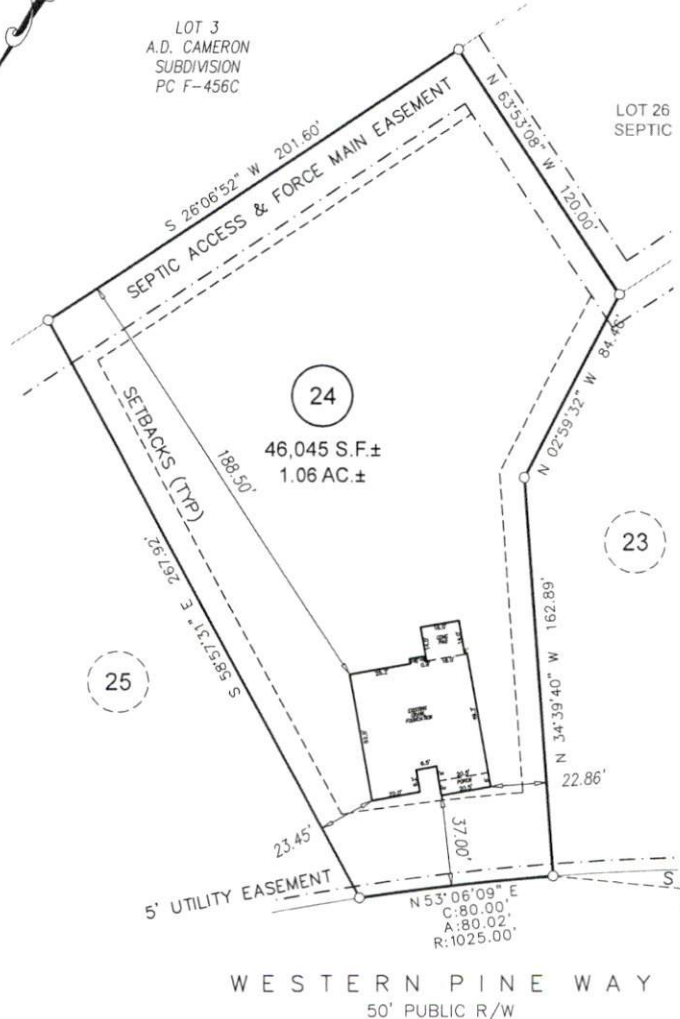 LOT 3
A.D. CAMERON
SUBDIVISION
PC F-456C
LOT 26
SEPTIC
S 26°06'52" W 201.60'
SEPTIC ACCESS & FORCE MAIN EASEMENT
N 63°53'08" W 120.00'
N 02°59'32" W 84.46'
24
46,045 S.F.±
1.06 AC.±
SETBACKS (TYP)
188.50'
23
S 58°57'31" E 267.92'
N 34°39'40" W 162.89'
25
22.86'
23.45'
37.00'
5' UTILITY EASEMENT
S
N 53°06'09" E
C:80.00'
A:80.02'
R:1025.00'
WESTERN PINE WAY
50' PUBLIC R/W